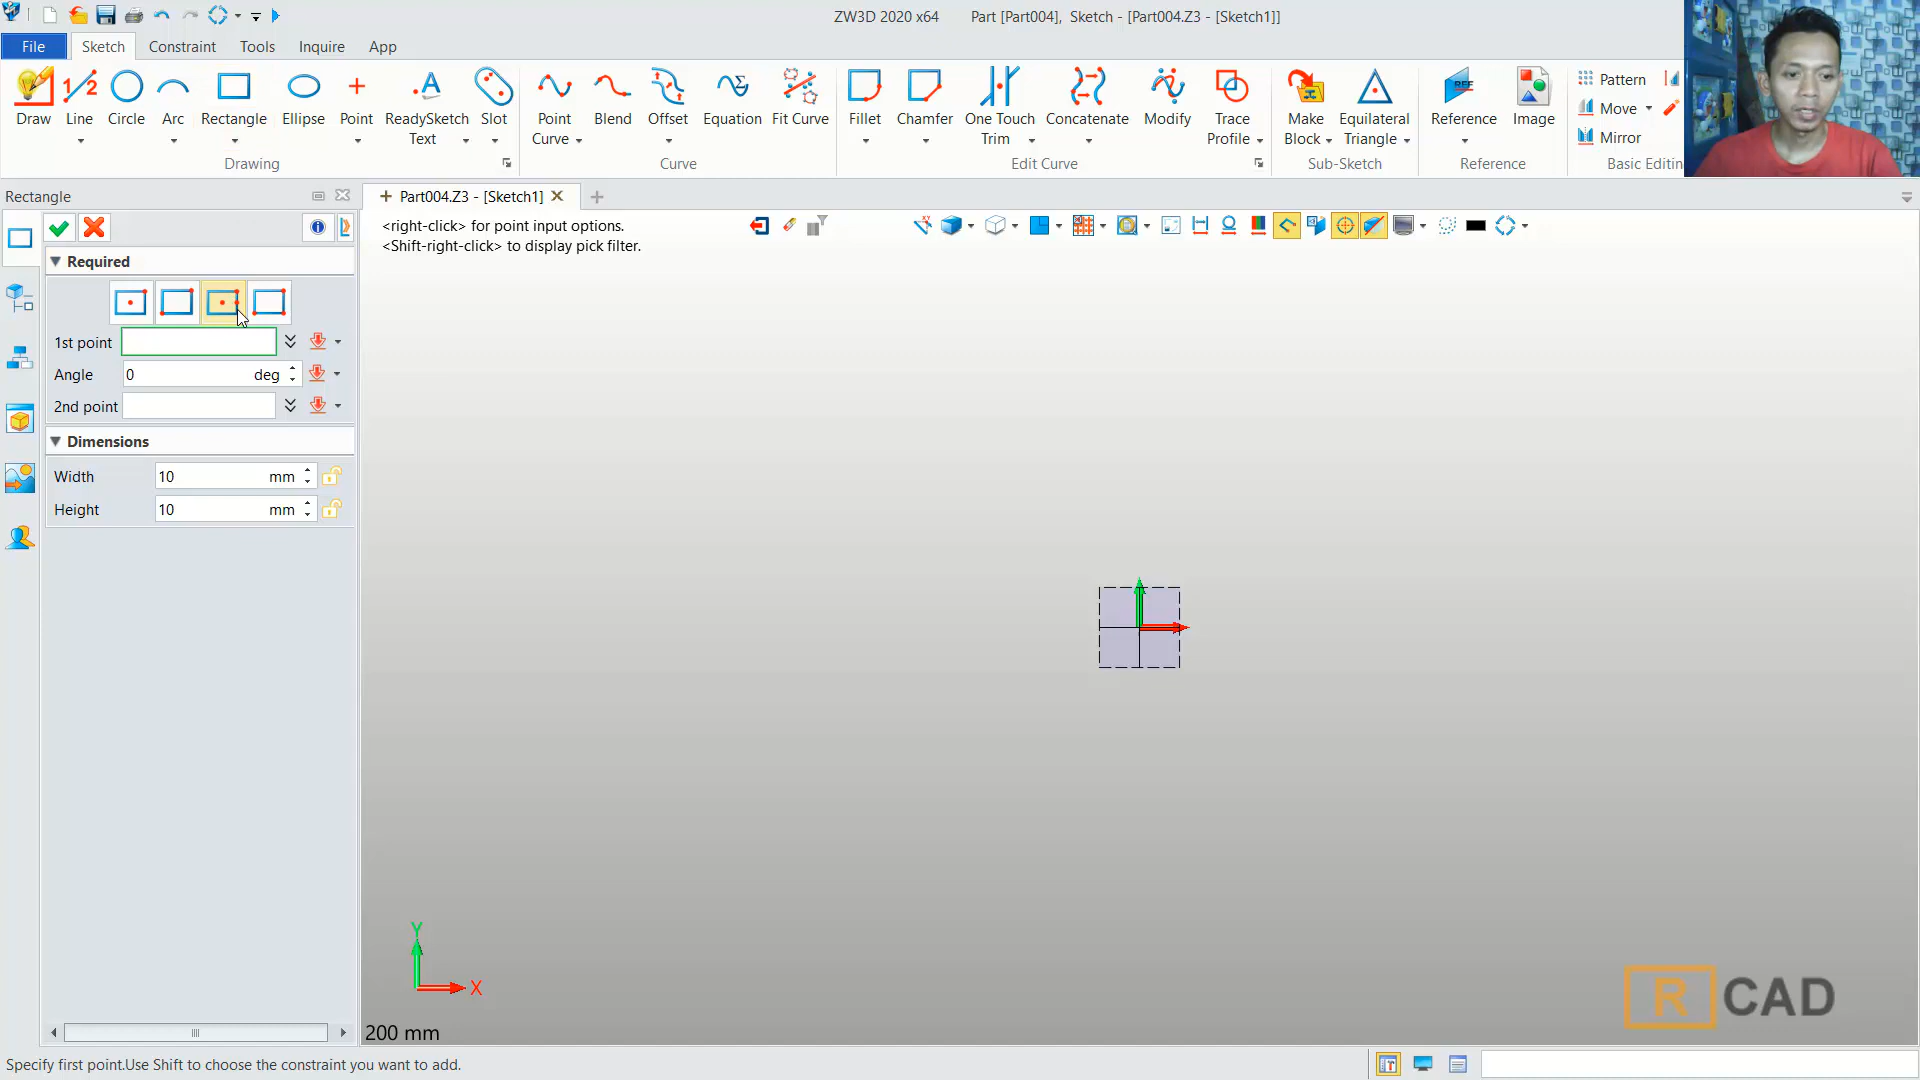 ZW3D 2020 x64 Part [Part004], Sketch - [Part004.Z3 - [Sketch1]]
File Sketch Constraint Tools Inquire App
Draw Line Circle Arc Rectangle Ellipse Point ReadySketch Text Slot
Drawing
Point Curve Blend Offset Equation Fit Curve
Curve
Fillet Chamfer One Touch Trim Concatenate Modify Trace Profile
Edit Curve
Make Block Equilateral Triangle
Sub-Sketch
Reference Image
Reference
Pattern
Move
Mirror
Basic Editin
Rectangle
Part004.Z3 - [Sketch1]
<right-click> for point input options.
<Shift-right-click> to display pick filter.
Required
1st point
Angle 0 deg
2nd point
Dimensions
Width 10 mm
Height 10 mm
Y
X
200 mm
R CAD
Specify first point.Use Shift to choose the constraint you want to add.